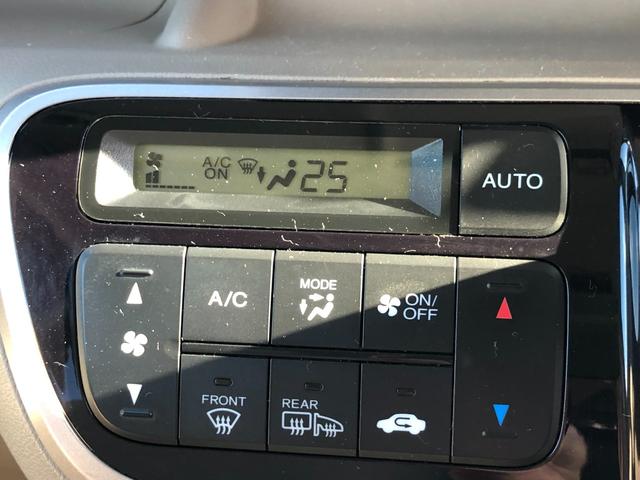 A/C
ON
25
AUTO
A/C
MODE
ON/
OFF
FRONT
REAR